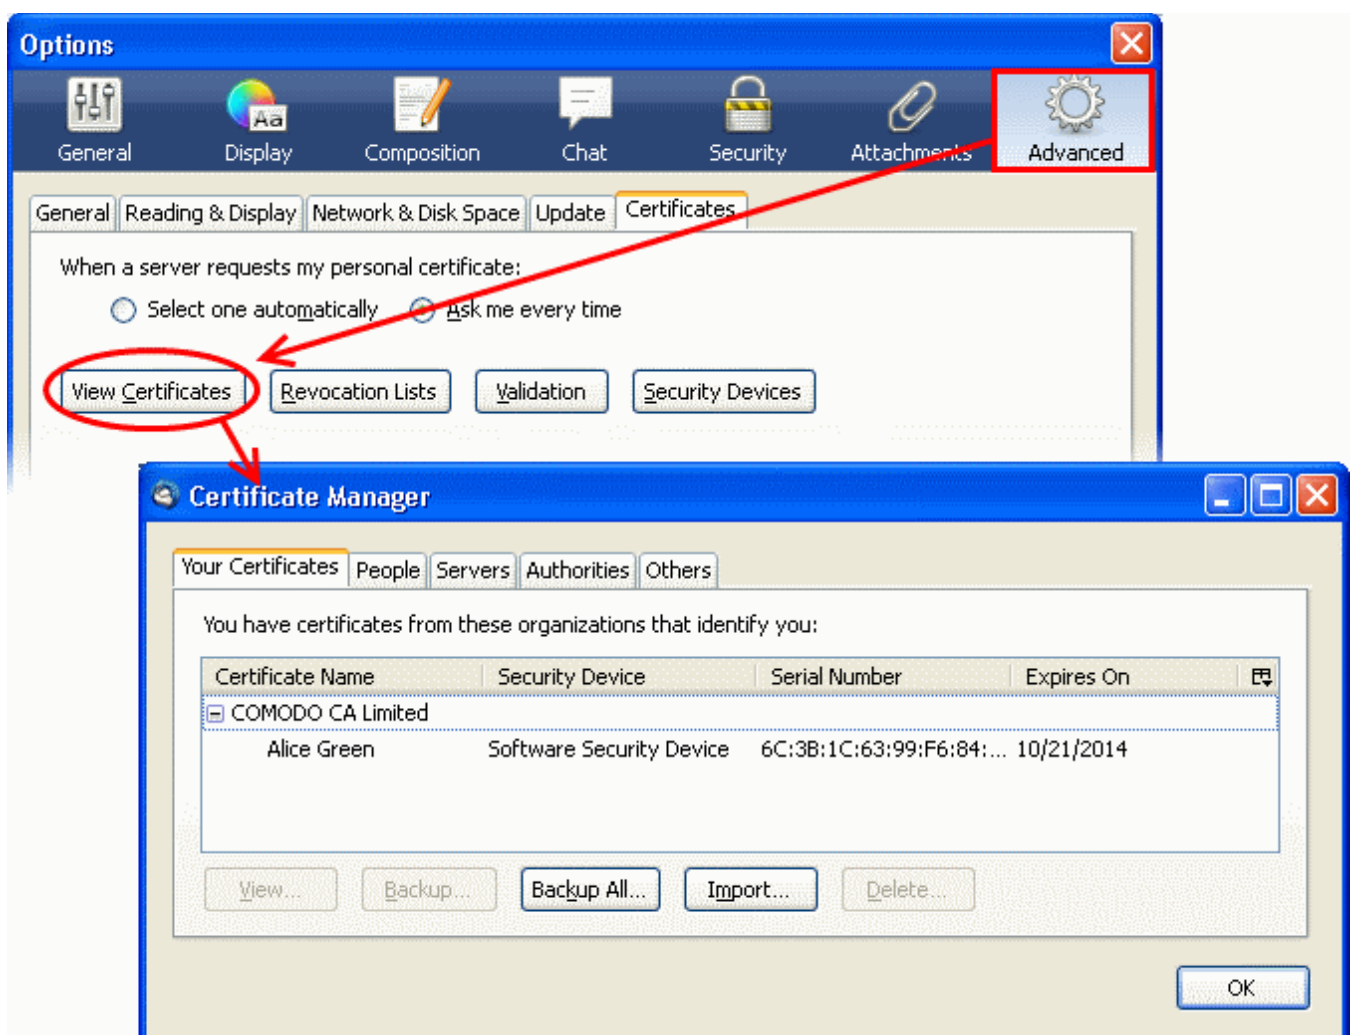 Options
General Display Composition Chat Security Attachments Advanced
General Reading & Display Network & Disk Space Update Certificates
When a server requests my personal certificate:
Select one automatically Ask me every time
View Certificates Revocation Lists Validation Security Devices
Certificate Manager
Your Certificates People Servers Authorities Others
You have certificates from these organizations that identify you:
Certificate Name Security Device Serial Number Expires On
COMODO CA Limited
Alice Green Software Security Device 6C:3B:1C:63:99:F6:84:... 10/21/2014
View... Backup... Backup All... Import... Delete...
OK